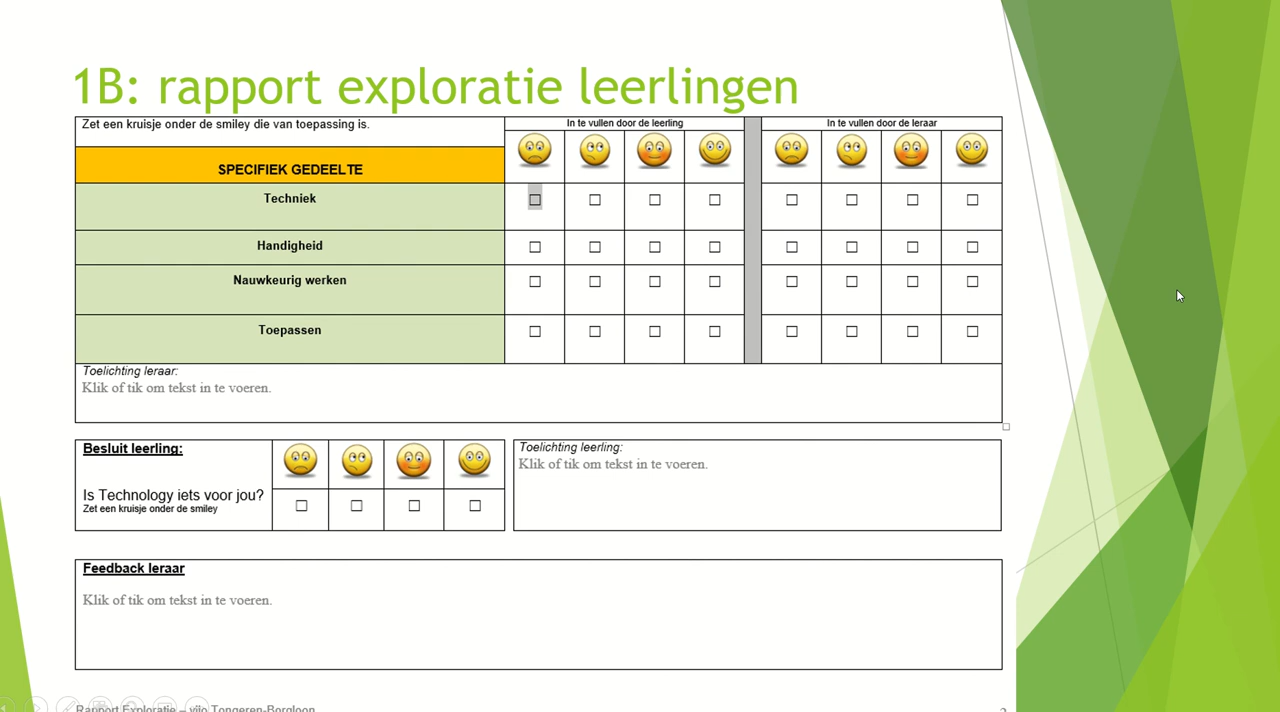 1B: rapport exploratie leerlingen
Zet een kruisje onder de smiley die van toepassing is.
In te vullen door de leerling
In te vullen door de leraar
SPECIFIEK GEDEELTE
Techniek
Handigheid
Nauwkeurig werken
Toepassen
Toelichting leraar:
Klik of tik om tekst in te voeren.
Besluit leerling:
Is Technology iets voor jou?
Zet een kruisje onder de smiley
Toelichting leerling:
Klik of tik om tekst in te voeren.
Feedback leraar
Klik of tik om tekst in te voeren.
Rapport Exploratie – viio Tongeren-Borgloon